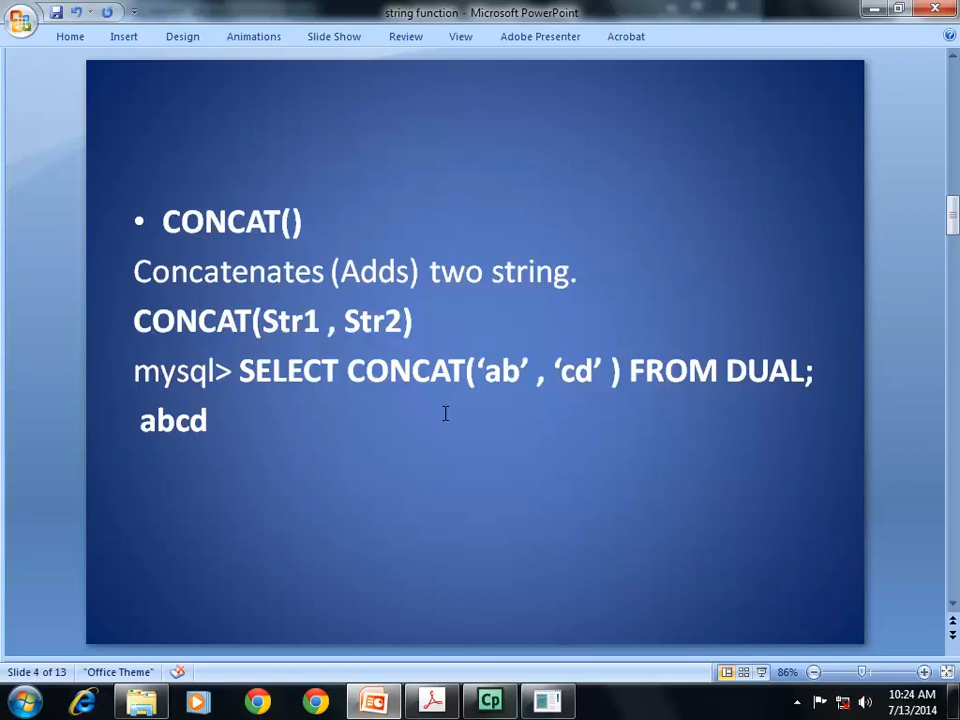 string function - Microsoft PowerPoint
Home Insert Design Animations Slide Show Review View Adobe Presenter Acrobat
• CONCAT()
Concatenates (Adds) two string.
CONCAT(Str1 , Str2)
mysql> SELECT CONCAT(‘ab’ , ‘cd’ ) FROM DUAL;
abcd
Slide 4 of 13 "Office Theme" 86%
Cp
10:24 AM
7/13/2014